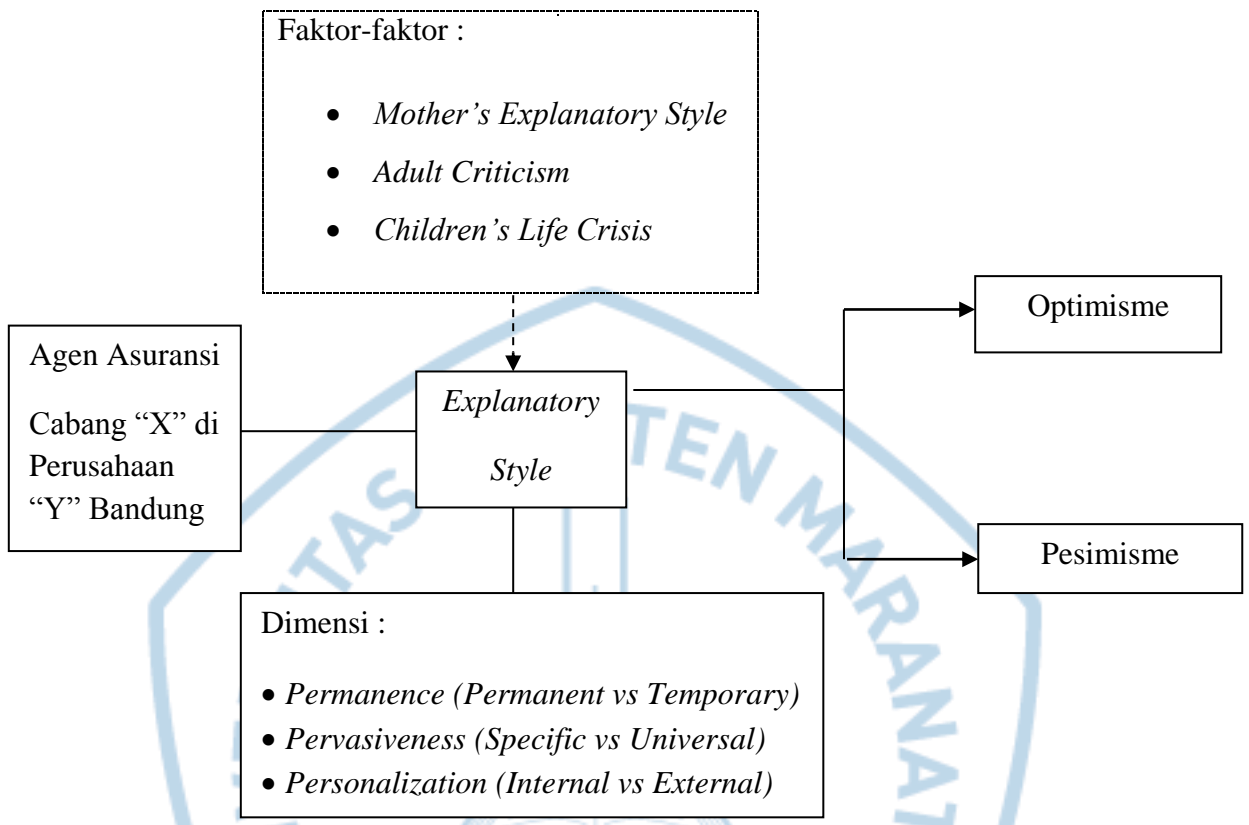 Faktor-faktor :
• Mother’s Explanatory Style
• Adult Criticism
• Children’s Life Crisis
Optimisme
Agen Asuransi
Cabang “X” di
Perusahaan
“Y” Bandung
Explanatory
Style
Pesimisme
Dimensi :
• Permanence (Permanent vs Temporary)
• Pervasiveness (Specific vs Universal)
• Personalization (Internal vs External)